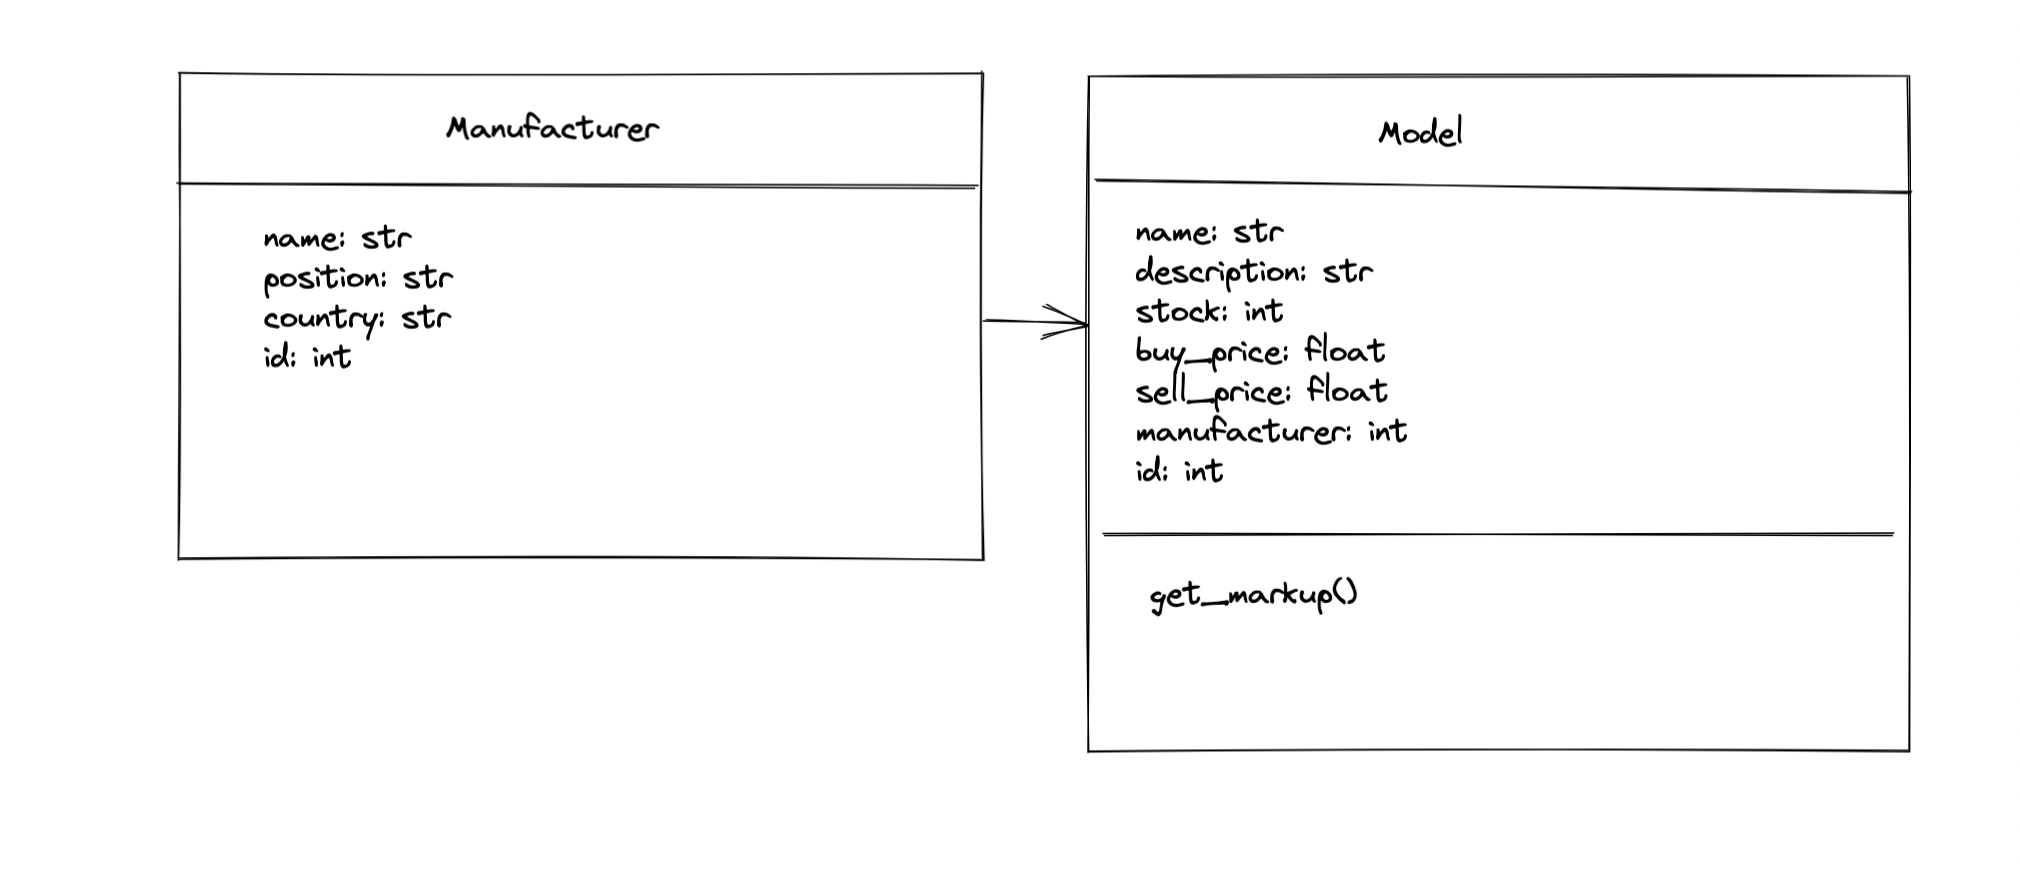 Manufacturer
name: str
position: str
country: str
id: int
Model
name: str
description: str
stock: int
buy_price: float
sell_price: float
manufacturer: int
id: int
get_markup()